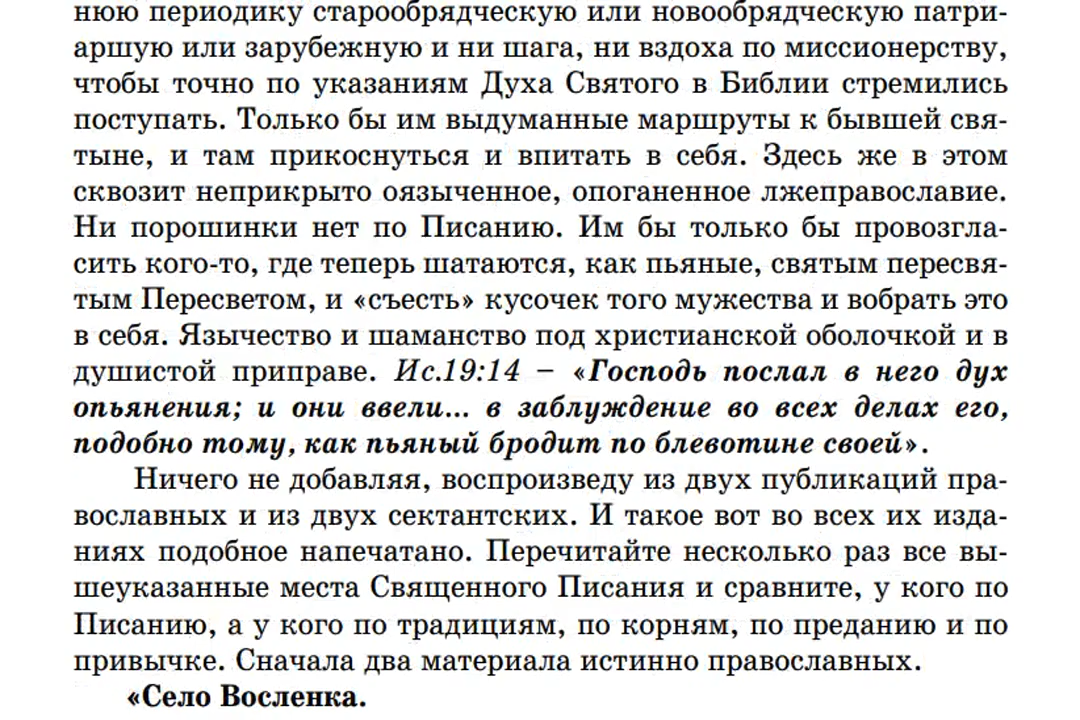 нюю периодику старообрядческую или новообрядческую патри-
аршую или зарубежную и ни шага, ни вздоха по миссионерству,
чтобы точно по указаниям Духа Святого в Библии стремились
поступать. Только бы им выдуманные маршруты к бывшей свя-
тыне, и там прикоснуться и впитать в себя. Здесь же в этом
сквозит неприкрыто оязыченное, опоганенное лжеправославие.
Ни порошинки нет по Писанию. Им бы только бы провозгла-
сить кого-то, где теперь шатаются, как пьяные, святым пересвя-
тым Пересветом, и «съесть» кусочек того мужества и вобрать это
в себя. Язычество и шаманство под христианской оболочкой и в
душистой приправе. Ис.19:14 – «Господь послал в него дух
опьянения; и они ввели... в заблуждение во всех делах его,
подобно тому, как пьяный бродит по блевотине своей».
Ничего не добавляя, воспроизведу из двух публикаций пра-
вославных и из двух сектантских. И такое вот во всех их изда-
ниях подобное напечатано. Перечитайте несколько раз все вы-
шеуказанные места Священного Писания и сравните, у кого по
Писанию, а у кого по традициям, по корням, по преданию и по
привычке. Сначала два материала истинно православных.
«Село Восленка.